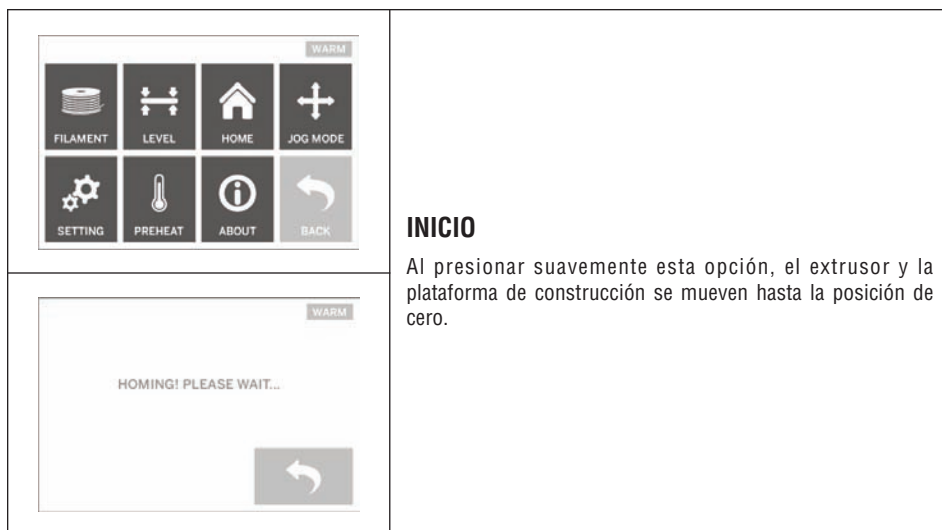 WARM
FILAMENT LEVEL HOME JOG MODE
SETTING PREHEAT ABOUT BACK
WARM
HOMING! PLEASE WAIT...
INICIO
Al presionar suavemente esta opción, el extrusor y la
plataforma de construcción se mueven hasta la posición de
cero.